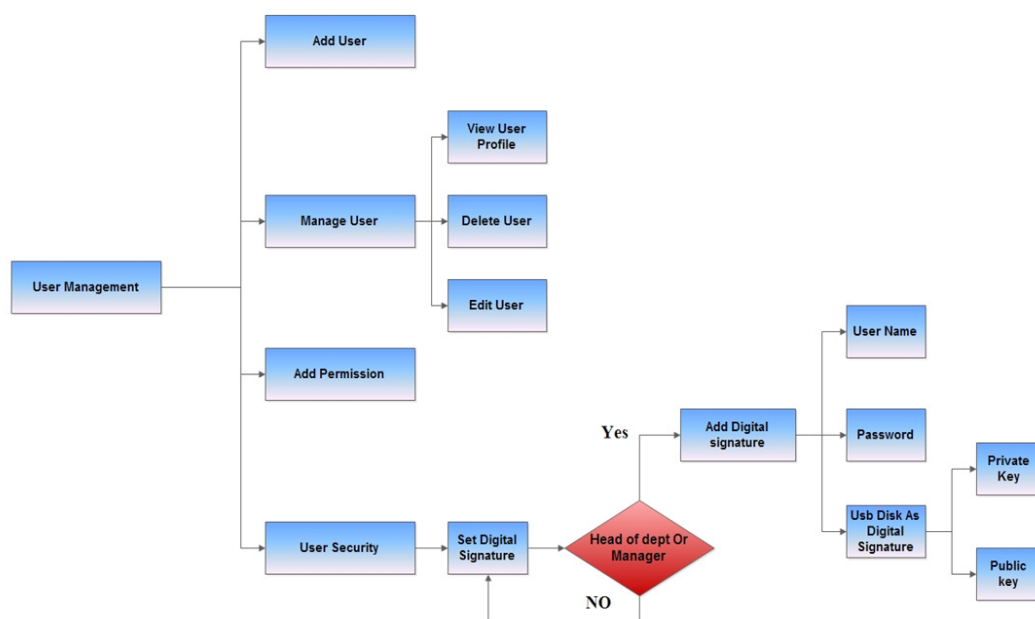 Add User
View User
Profile
Manage User
Delete User
User Management
Edit User
User Name
Add Permission
Yes
Add Digital
signature
Password
Private
Key
Usb Disk As
Digital
Signature
User Security
Set Digital
Signature
Head of dept Or
Manager
Public
key
NO